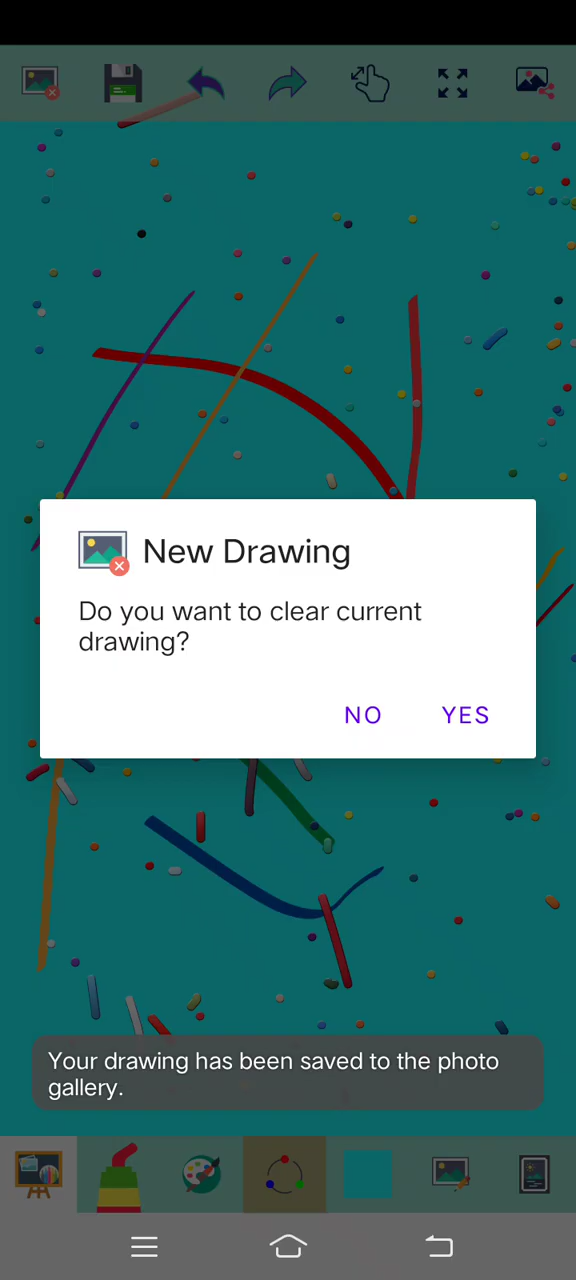 New Drawing
Do you want to clear current
drawing?
NO
YES
Your drawing has been saved to the photo
gallery.